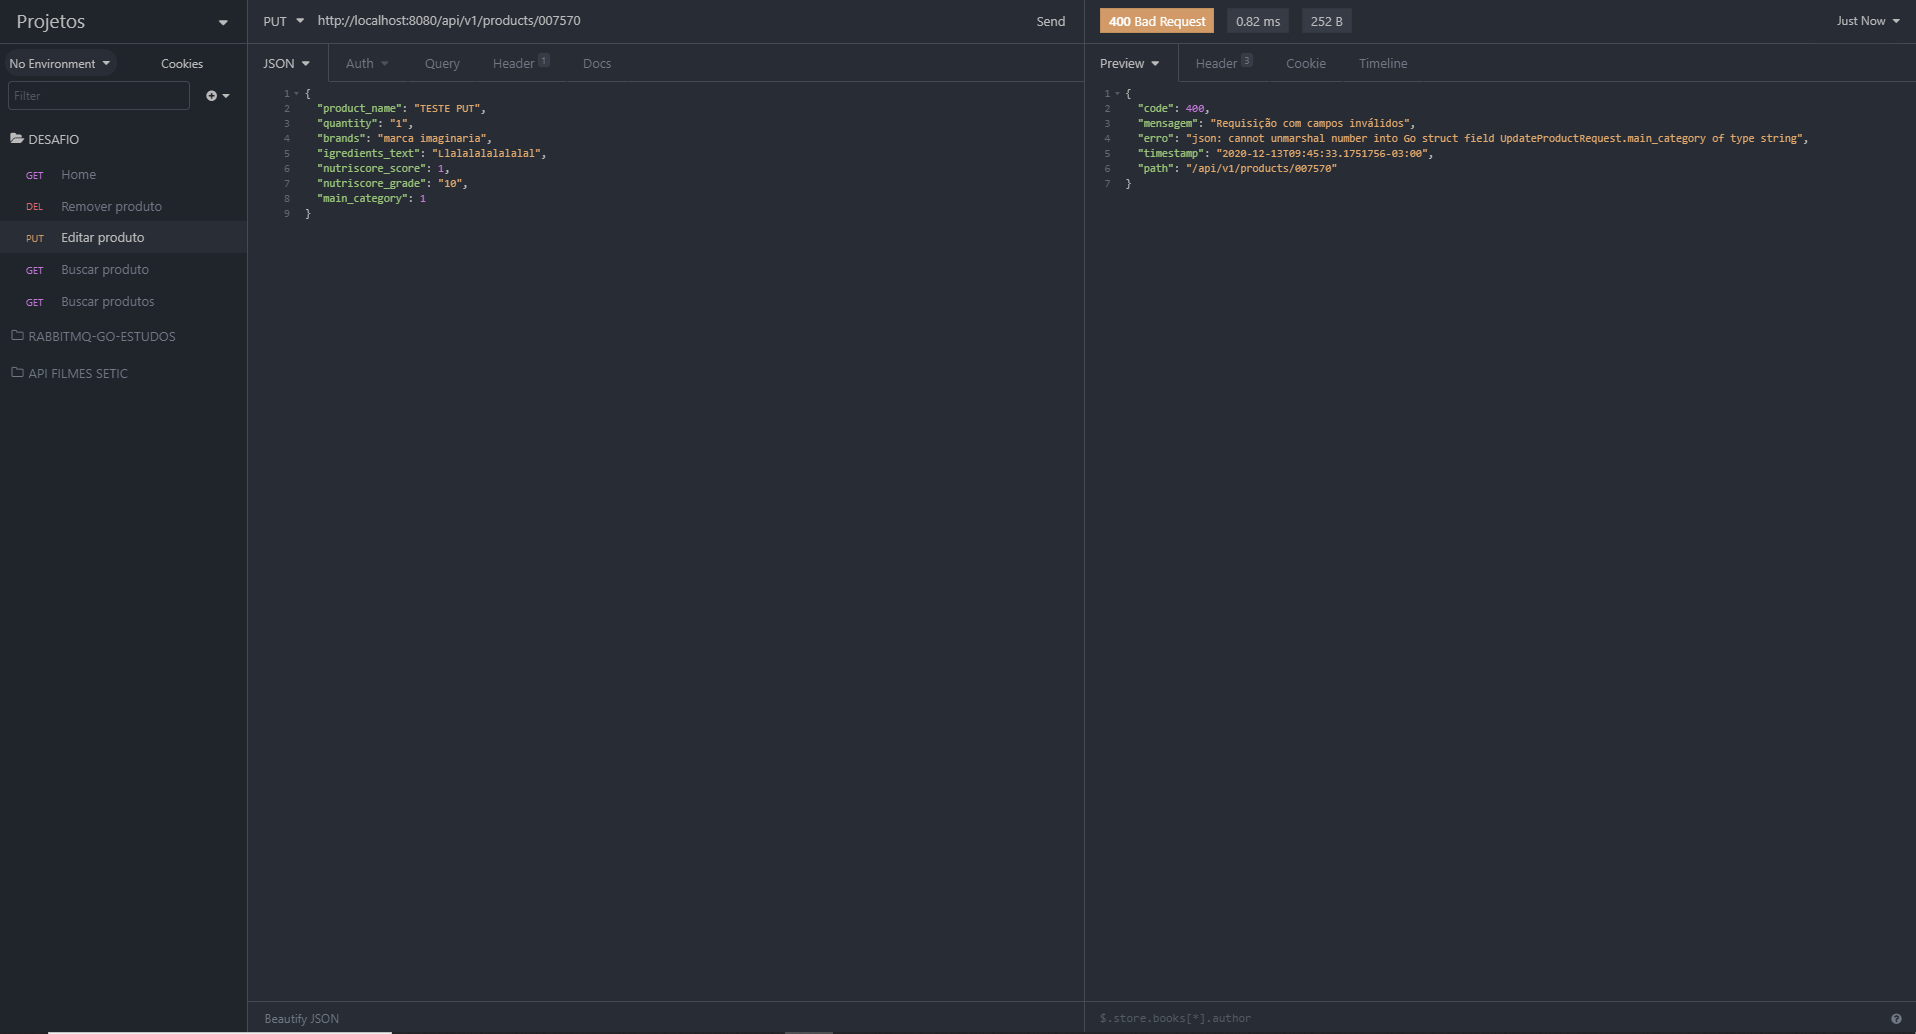 Projetos
No Environment
Cookies
Filter
DESAFIO
GET Home
DEL Remover produto
PUT Editar produto
GET Buscar produto
GET Buscar produtos
RABBITMQ-GO-ESTUDOS
API FILMES SETIC
PUT http://localhost:8080/api/v1/products/007570 Send
JSON Auth Query Header 1 Docs
1 {
2 "product_name": "TESTE PUT",
3 "quantity": "1",
4 "brands": "marca imaginaria",
5 "igredients_text": "Llalalalalalalal",
6 "nutriscore_score": 1,
7 "nutriscore_grade": "10",
8 "main_category": 1
9 }
Beautify JSON
400 Bad Request 0.82 ms 252 B Just Now
Preview Header 3 Cookie Timeline
1 {
2 "code": 400,
3 "mensagem": "Requisição com campos inválidos",
4 "erro": "json: cannot unmarshal number into Go struct field UpdateProductRequest.main_category of type string",
5 "timestamp": "2020-12-13T09:45:33.1751756-03:00",
6 "path": "/api/v1/products/007570"
7 }
$.store.books[*].author